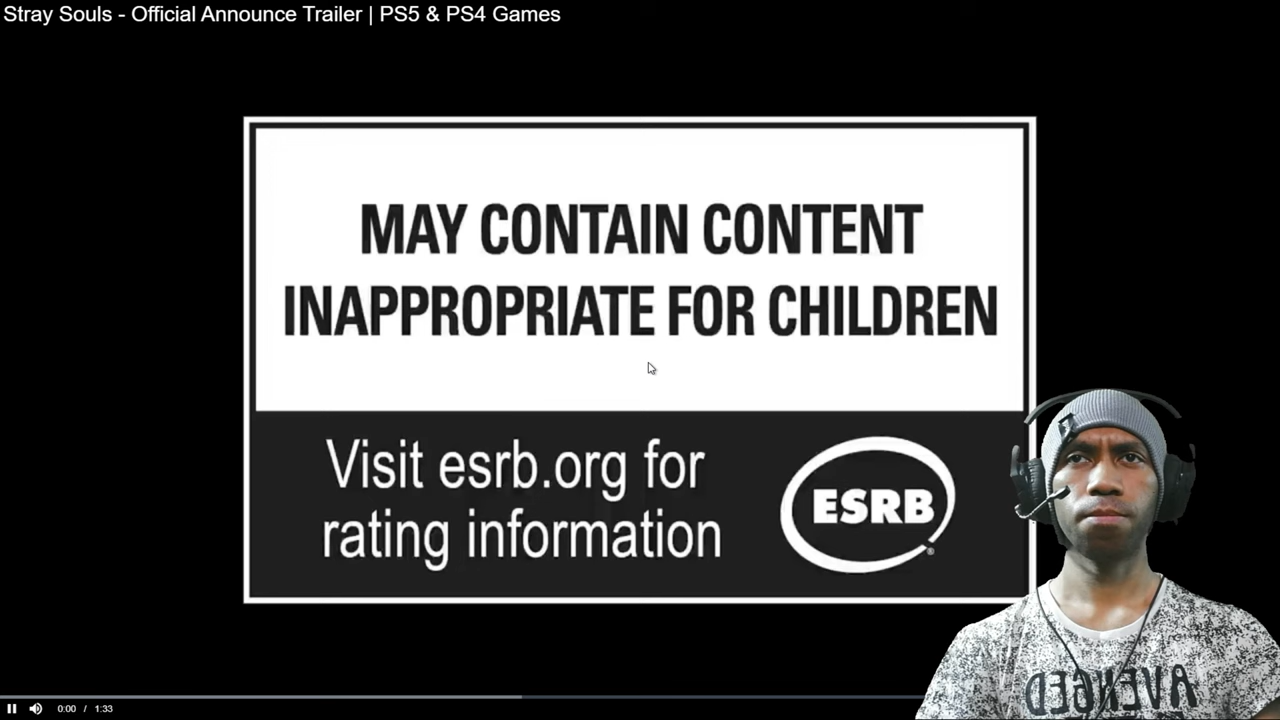 Stray Souls - Official Announce Trailer | PS5 & PS4 Games
MAY CONTAIN CONTENT
INAPPROPRIATE FOR CHILDREN
Visit esrb.org for
rating information
ESRB
®
AVENGED
0:00 / 1:33